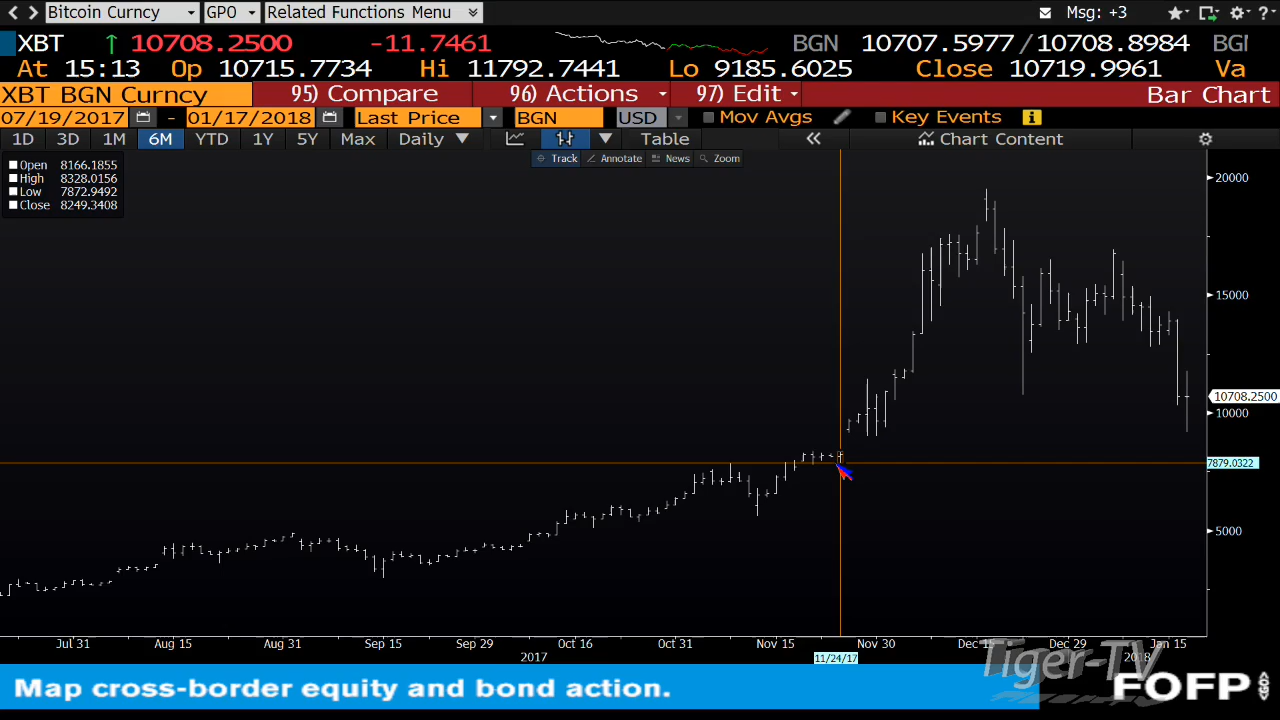 Bitcoin Curncy GPO Related Functions Menu Msg: +3 ?
XBT ↑ 10708.2500 -11.7461 BGN 10707.5977/10708.8984 BGN
At 15:13 Op 10715.7734 Hi 11792.7441 Lo 9185.6025 Close 10719.9961 Va
XBT BGN Curncy 95) Compare 96) Actions 97) Edit Bar Chart
07/19/2017 - 01/17/2018 Last Price BGN USD Mov Avgs Key Events i
1D 3D 1M 6M YTD 1Y 5Y Max Daily Table « Chart Content
Track Annotate News Zoom
Open 8166.1855
High 8328.0156
Low 7872.9492
Close 8249.3408
20000
15000
10708.2500
10000
7879.0322
5000
Jul 31 Aug 15 Aug 31 Sep 15 Sep 29 Oct 16 Oct 31 Nov 15 Nov 30 Dec 15 Dec 29 Jan 15
2017 11/24/17 2018
Tiger-TV
Map cross-border equity and bond action.
FOFP GO